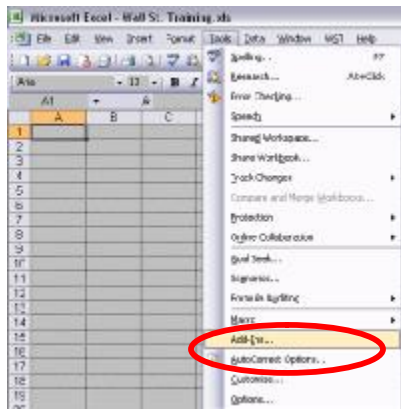 Microsoft Excel - Wall St. Training.xls
File Edit View Insert Format Tools Data Window WST Help
Arial
A1
A B C
1
2
3
4
5
6
7
8
9
10
11
12
13
14
15
16
17
18
19
Spelling... F7
Research... Alt+Click
Error Checking...
Speech
Shared Workspace...
Share Workbook...
Track Changes
Compare and Merge Workbooks...
Protection
Online Collaboration
Goal Seek...
Scenarios...
Formula Auditing
Macro
Add-Ins...
AutoCorrect Options...
Customize...
Options...